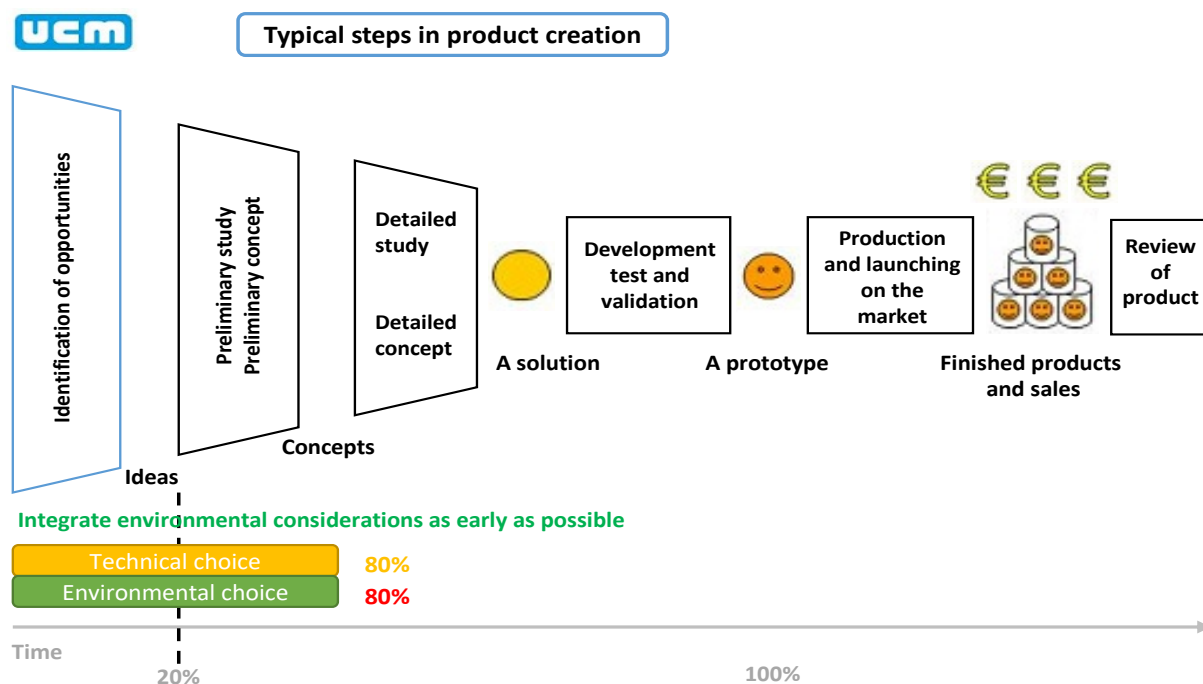 ucm
Typical steps in product creation
Identification of opportunities
Preliminary study
Preliminary concept
Detailed
study
Detailed
concept
Development
test and
validation
Production
and launching
on the
market
€ € €
Review
of
product
A solution
A prototype
Finished products
and sales
Concepts
Ideas
Integrate environmental considerations as early as possible
Technical choice 80%
Environmental choice 80%
Time
20%
100%